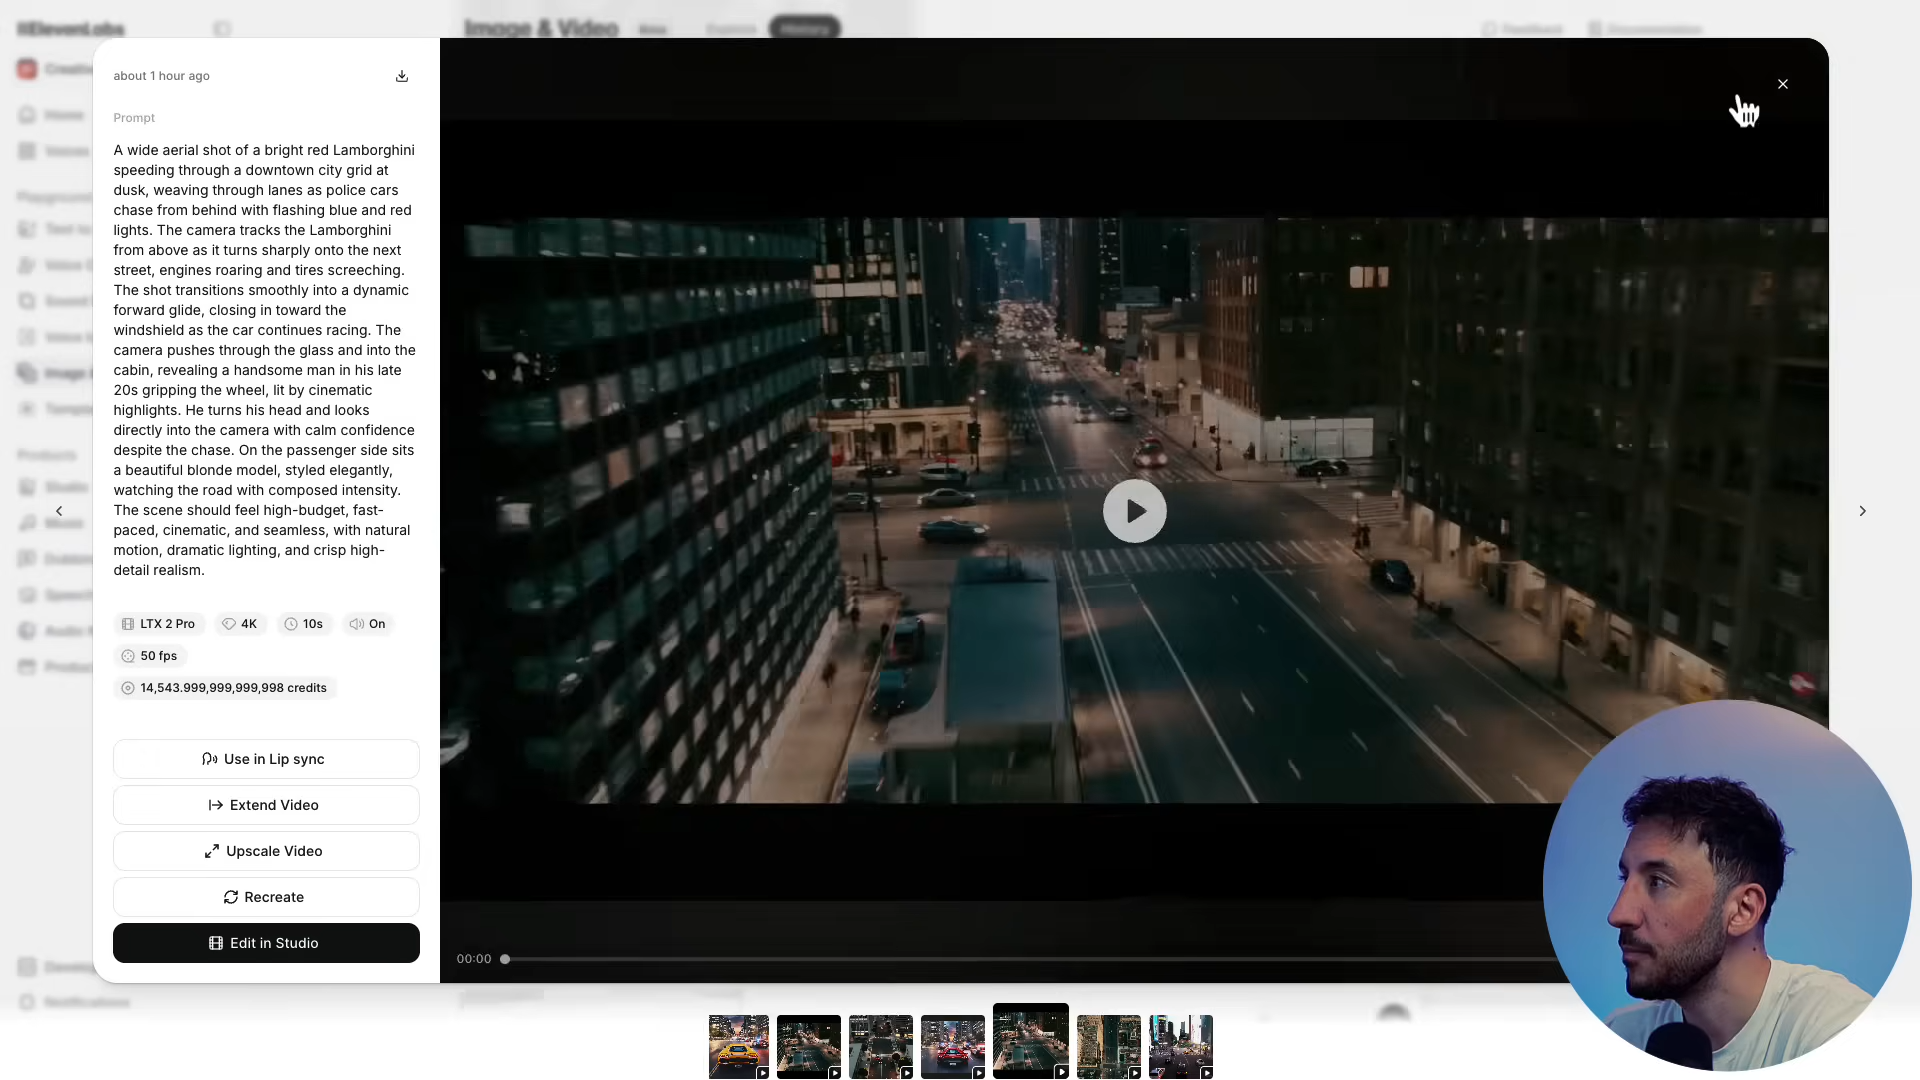 IIElevenLabs
Image & Video
about 1 hour ago
Prompt
A wide aerial shot of a bright red Lamborghini
speeding through a downtown city grid at
dusk, weaving through lanes as police cars
chase from behind with flashing blue and red
lights. The camera tracks the Lamborghini
from above as it turns sharply onto the next
street, engines roaring and tires screeching.
The shot transitions smoothly into a dynamic
forward glide, closing in toward the
windshield as the car continues racing. The
camera pushes through the glass and into the
cabin, revealing a handsome man in his late
20s gripping the wheel, lit by cinematic
highlights. He turns his head and looks
directly into the camera with calm confidence
despite the chase. On the passenger side sits
a beautiful blonde model, styled elegantly,
watching the road with composed intensity.
The scene should feel high-budget, fast-
paced, cinematic, and seamless, with natural
motion, dramatic lighting, and crisp high-
detail realism.
LTX 2 Pro 4K 10s On
50 fps
14,543.999,999,999,998 credits
Use in Lip sync
Extend Video
Upscale Video
Recreate
Edit in Studio
00:00